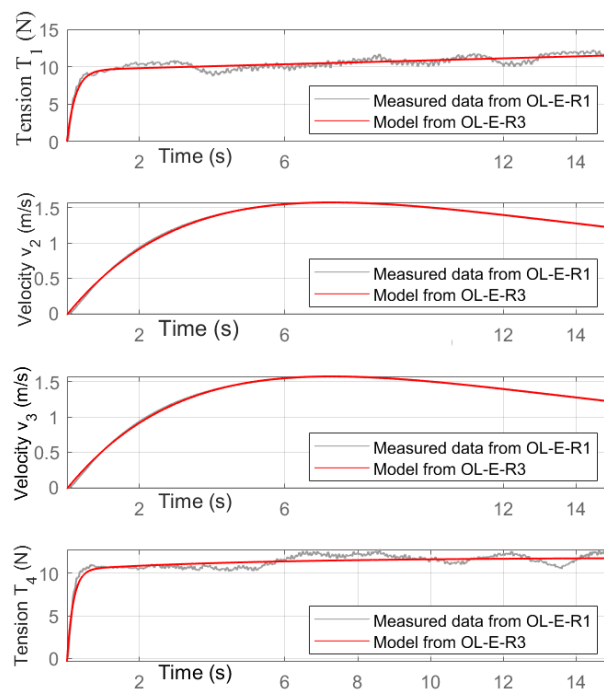 Tension T1 (N)
15
10
5
0
Measured data from OL-E-R1
Model from OL-E-R3
2 6 12 14
Time (s)
Velocity v2 (m/s)
1.5
1
0.5
0
Measured data from OL-E-R1
Model from OL-E-R3
2 6 12 14
Time (s)
Velocity v3 (m/s)
1.5
1
0.5
0
Measured data from OL-E-R1
Model from OL-E-R3
2 6 12 14
Time (s)
Tension T4 (N)
10
5
0
Measured data from OL-E-R1
Model from OL-E-R3
2 6 8 10 12 14
Time (s)